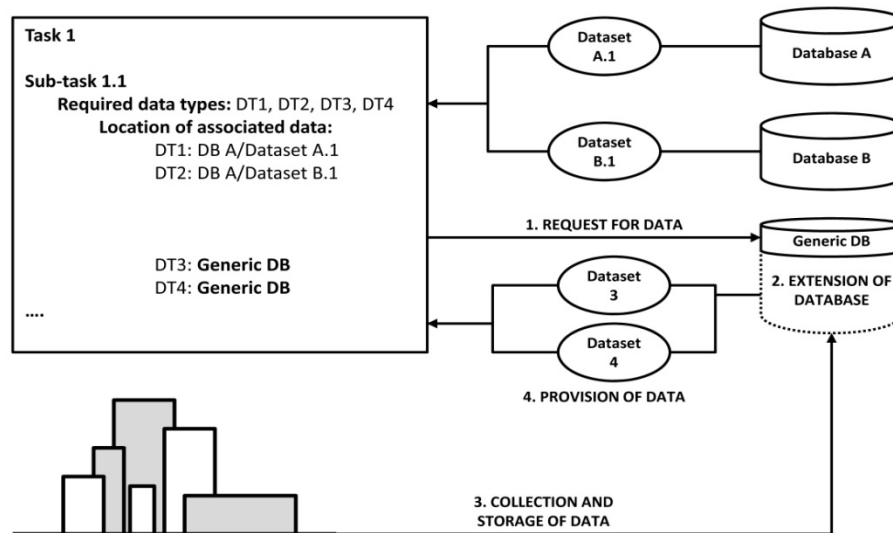 Task 1
Sub-task 1.1
Required data types: DT1, DT2, DT3, DT4
Location of associated data:
DT1: DB A/Dataset A.1
DT2: DB A/Dataset B.1
DT3: Generic DB
DT4: Generic DB
....
Dataset
A.1
Database A
Dataset
B.1
Database B
1. REQUEST FOR DATA
Generic DB
2. EXTENSION OF
DATABASE
Dataset
3
Dataset
4
4. PROVISION OF DATA
3. COLLECTION AND
STORAGE OF DATA